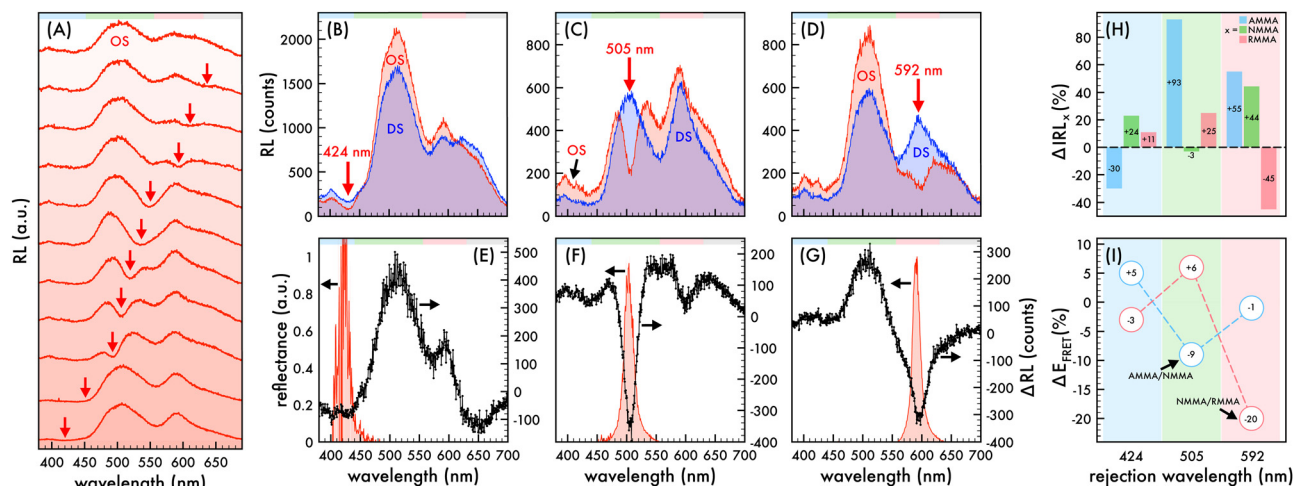 (A)
OS
RL (a.u.)
400 450 500 550 600 650
wavelength (nm)
(B)
OS
DS
424 nm
RL (counts)
2000
1500
1300
1000
500
300
0
(C)
505 nm
OS
DS
800
600
400
200
0
(D)
OS
592 nm
DS
800
600
400
200
0
(E)
reflectance (a.u.)
1
0.8
0.6
0.4
0.2
0
500
400
300
200
100
0
-100
400 450 500 550 600 650 700
wavelength (nm)
(F)
200
100
0
-100
-200
-300
-400
400 450 500 550 600 650 700
wavelength (nm)
(G)
300
200
100
0
-100
-200
-300
-400
ΔRL (counts)
400 450 500 550 600 650 700
wavelength (nm)
(H)
AMMA
x = NMMA
RMMA
ΔIRLx (%)
80
60
40
20
0
-20
-40
-30 +24 +11
+93 -3 +25
+55 +44 -45
(I)
ΔE FRET (%)
5
0
-5
-10
-15
-20
+5 +6
-3 -1
-9
AMMA/NMMA
NMMA/RMMA
-20
424 505 592
rejection wavelength (nm)